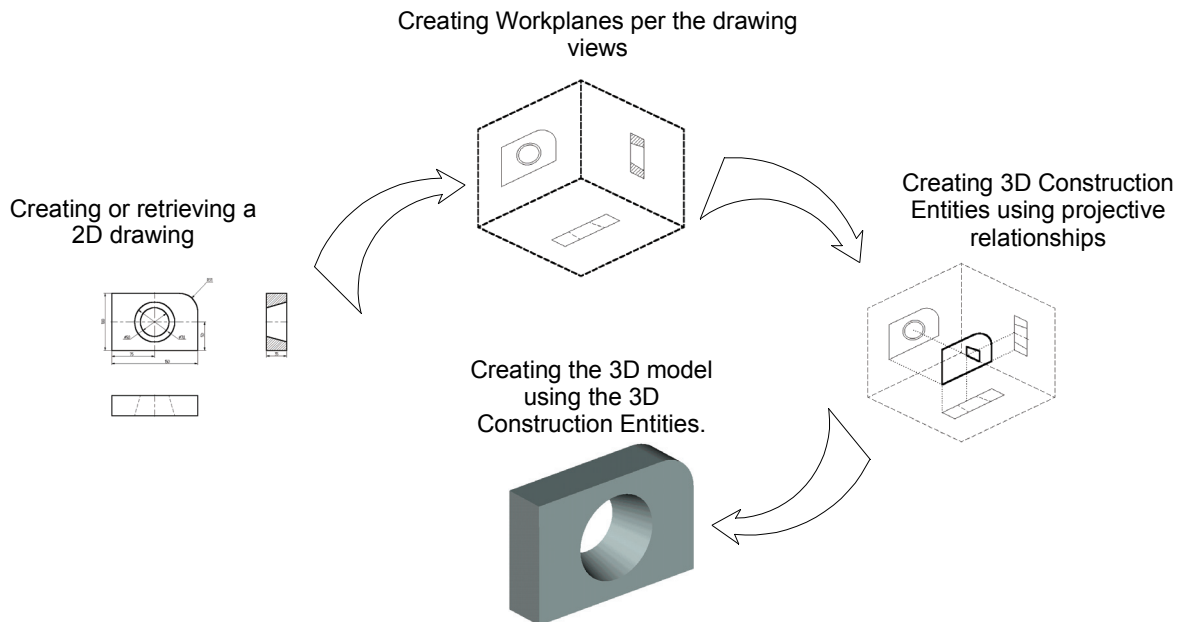 Creating Workplanes per the drawing
views
Creating or retrieving a
2D drawing
Creating 3D Construction
Entities using projective
relationships
Creating the 3D model
using the 3D
Construction Entities.